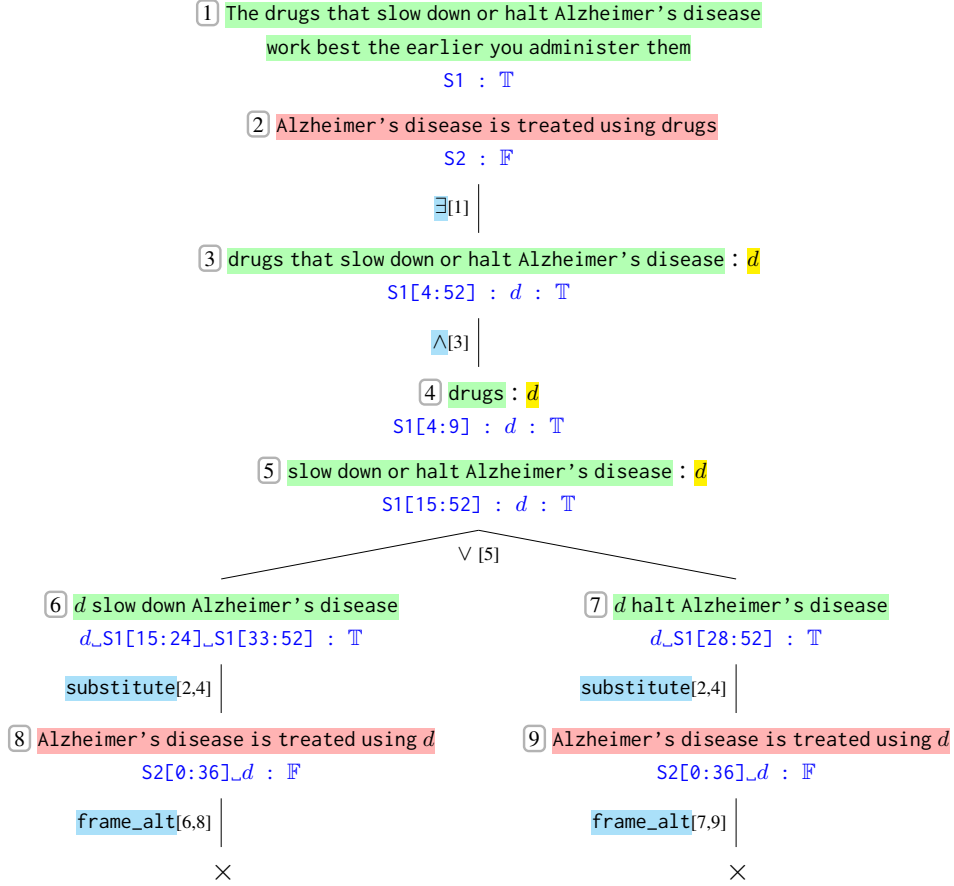 1 The drugs that slow down or halt Alzheimer's disease
work best the earlier you administer them
S1 : 𝕋
2 Alzheimer's disease is treated using drugs
S2 : 𝔽
∃[1]
3 drugs that slow down or halt Alzheimer's disease : d
S1[4:52] : d : 𝕋
∧[3]
4 drugs : d
S1[4:9] : d : 𝕋
5 slow down or halt Alzheimer's disease : d
S1[15:52] : d : 𝕋
∨ [5]
6 d slow down Alzheimer's disease
d␣S1[15:24]␣S1[33:52] : 𝕋
7 d halt Alzheimer's disease
d␣S1[28:52] : 𝕋
substitute[2,4]
substitute[2,4]
8 Alzheimer's disease is treated using d
S2[0:36]␣d : 𝔽
9 Alzheimer's disease is treated using d
S2[0:36]␣d : 𝔽
frame_alt[6,8]
frame_alt[7,9]
×
×